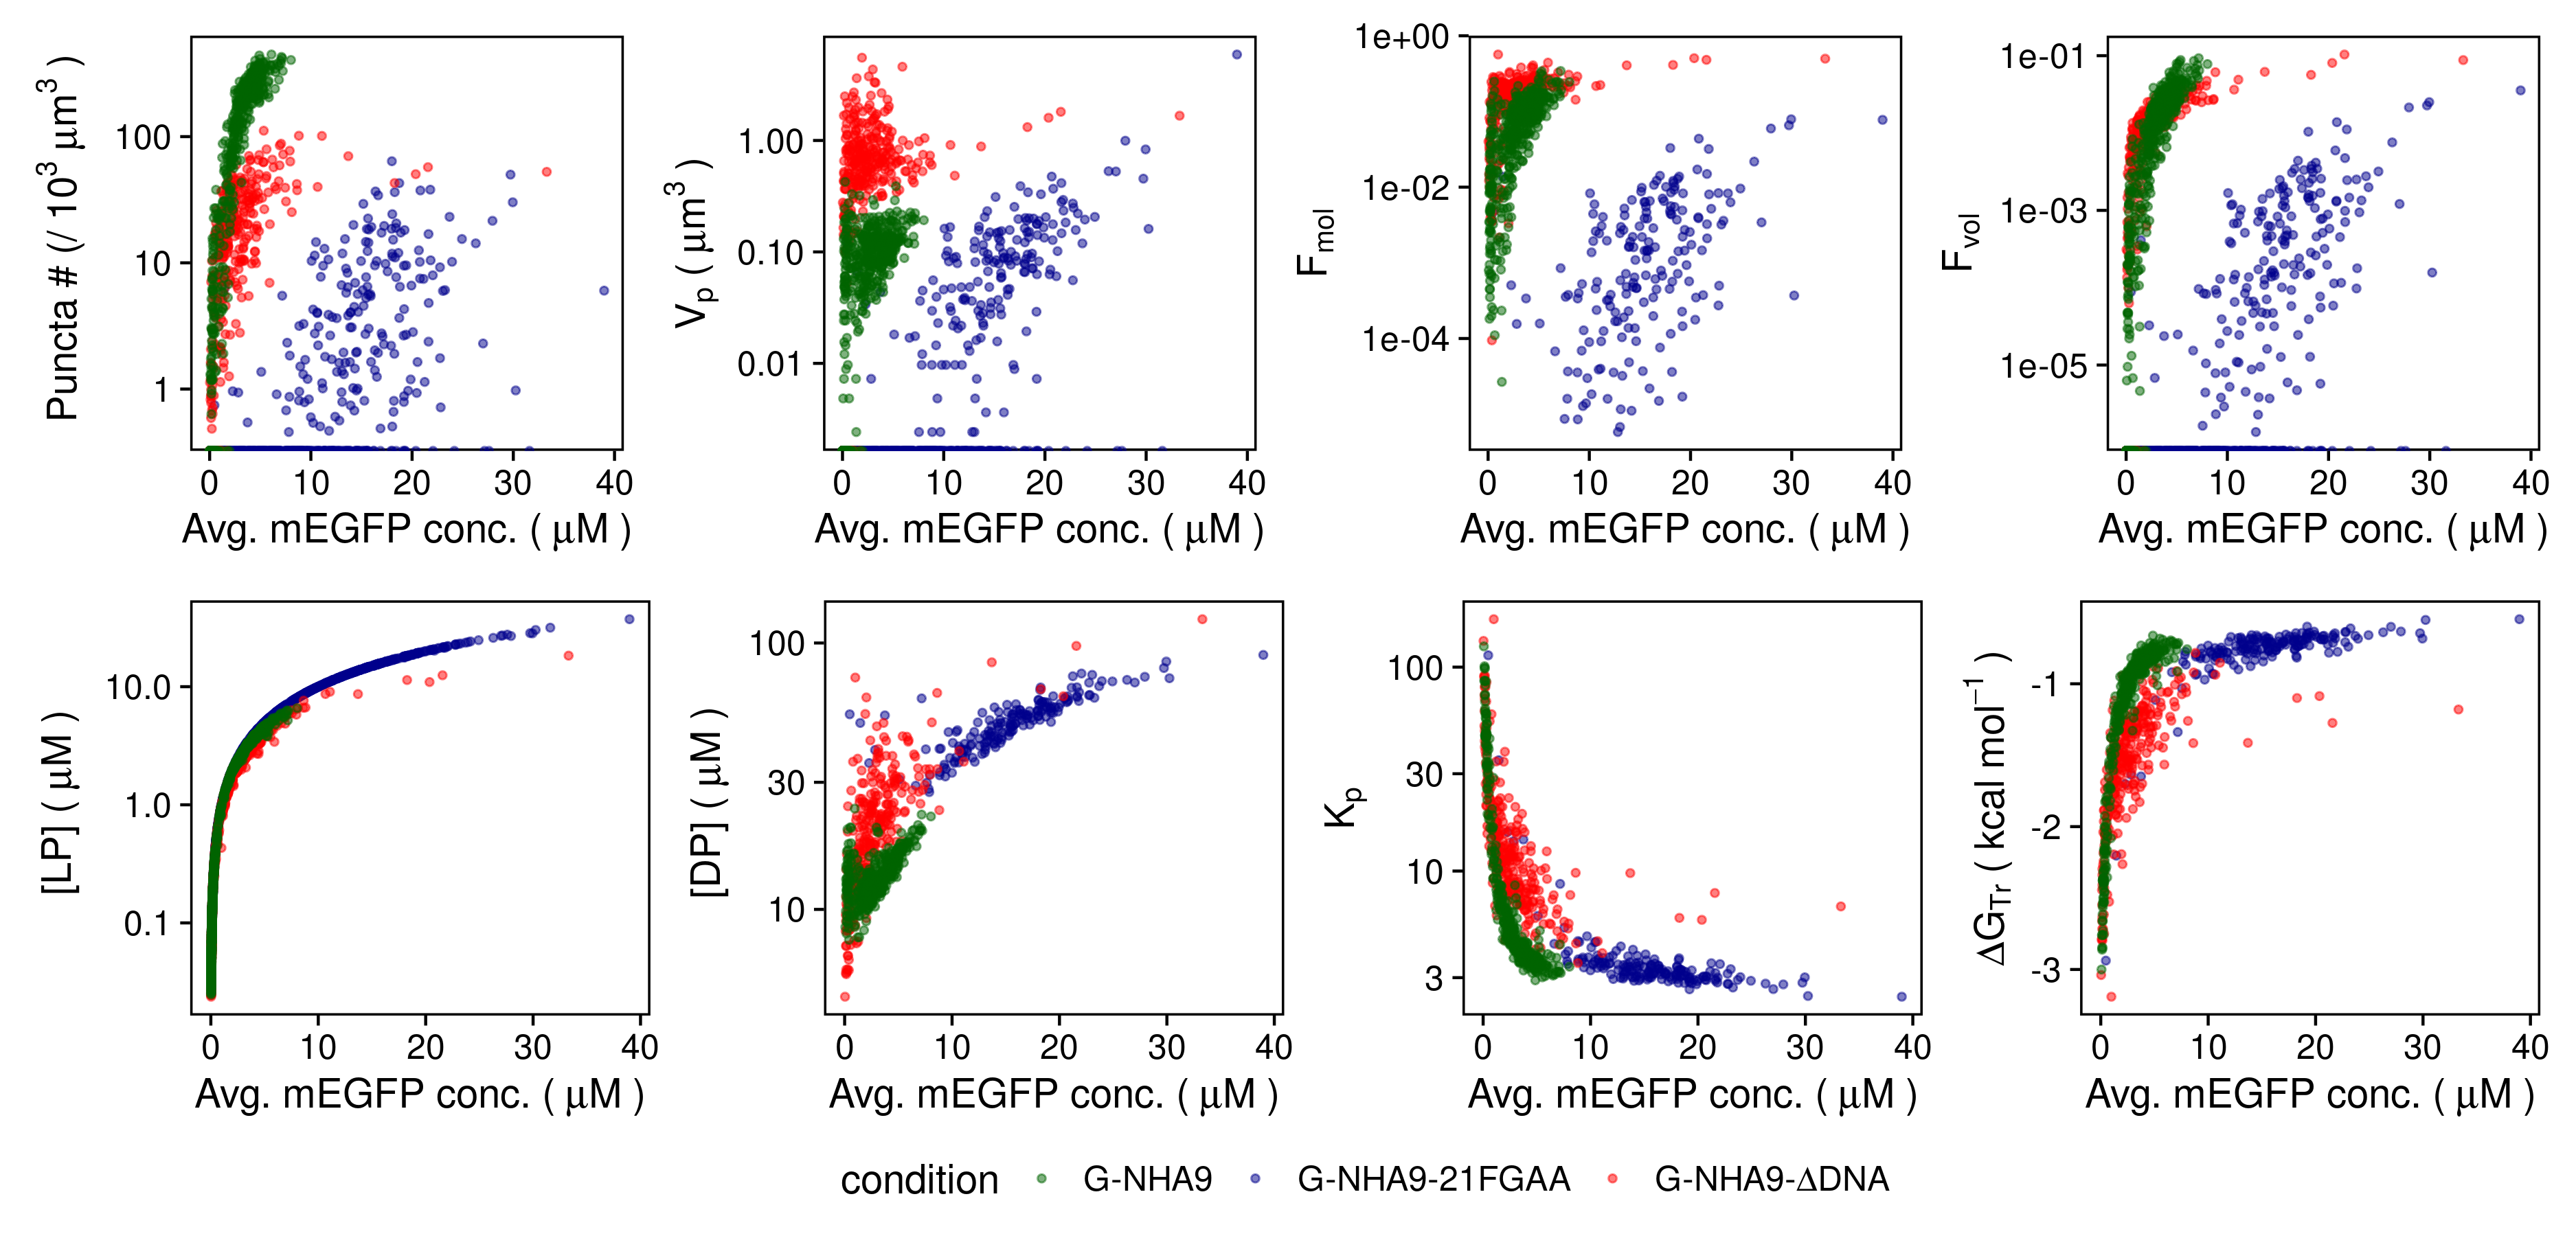 Puncta # (/ 10³ μm³)
100
10
1
0 10 20 30 40
Avg. mEGFP conc. ( μM )
Vₚ ( μm³ )
1.00
0.10
0.01
0 10 20 30 40
Avg. mEGFP conc. ( μM )
Fmol
1e+00
1e-02
1e-04
0 10 20 30 40
Avg. mEGFP conc. ( μM )
Fvol
1e-01
1e-03
1e-05
0 10 20 30 40
Avg. mEGFP conc. ( μM )
[LP] ( μM )
10.0
1.0
0.1
0 10 20 30 40
Avg. mEGFP conc. ( μM )
[DP] ( μM )
100
30
10
0 10 20 30 40
Avg. mEGFP conc. ( μM )
Kₚ
100
30
10
3
0 10 20 30 40
Avg. mEGFP conc. ( μM )
ΔGTr ( kcal mol⁻¹ )
-1
-2
-3
0 10 20 30 40
Avg. mEGFP conc. ( μM )
condition G-NHA9 G-NHA9-21FGAA G-NHA9-ΔDNA